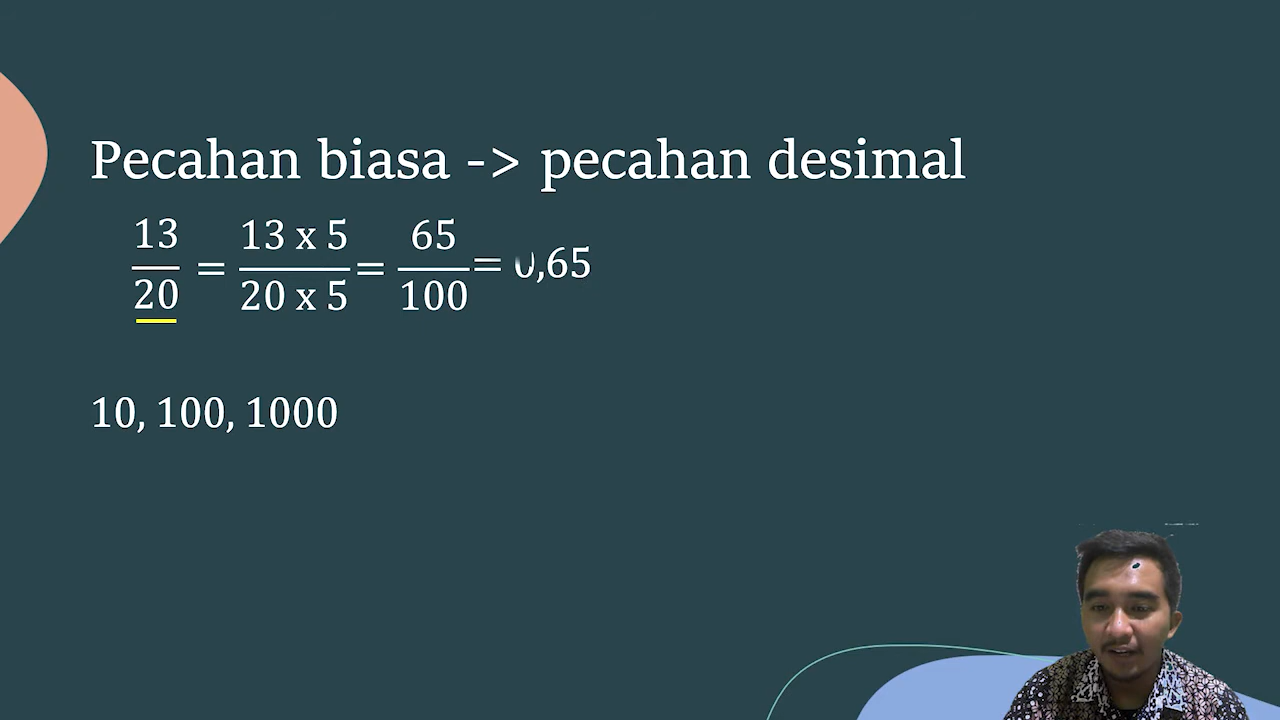 Pecahan biasa -> pecahan desimal
13/20 = 13 x 5/20 x 5 = 65/100 = 0,65
10, 100, 1000